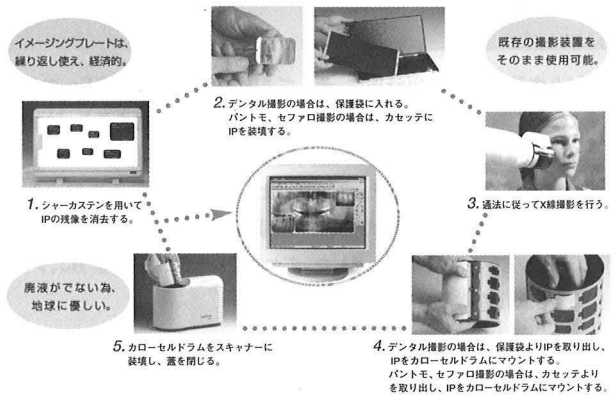 イメージングプレートは、
繰り返し使え、経済的。
既存の撮影装置を
そのまま使用可能。
2.デンタル撮影の場合は、保護袋に入れる。
パントモ、セファロ撮影の場合は、カセッテに
IPを装填する。
1.シャーカステンを用いて
IPの残像を消去する。
3.通法に従ってX線撮影を行う。
廃液がでない為、
地球に優しい。
5.カローセルドラムをスキャナーに
装填し、蓋を閉じる。
4.デンタル撮影の場合は、保護袋よりIPを取り出し、
IPをカローセルドラムにマウントする。
パントモ、セファロ撮影の場合は、カセッテより
を取り出し、IPをカローセルドラムにマウントする。